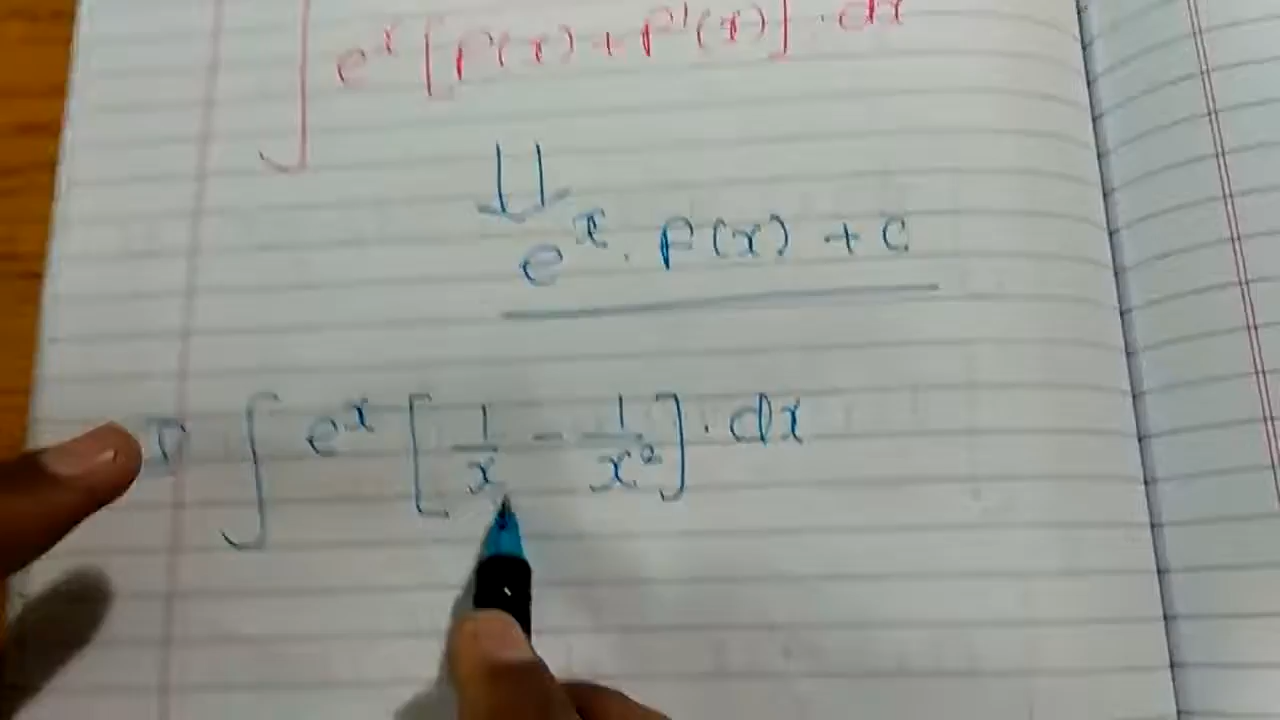 ∫ e^x [f(x) + f'(x)] · dx
⇓
e^x · f(x) + c
I ∫ e^x [1/x - 1/x²] · dx